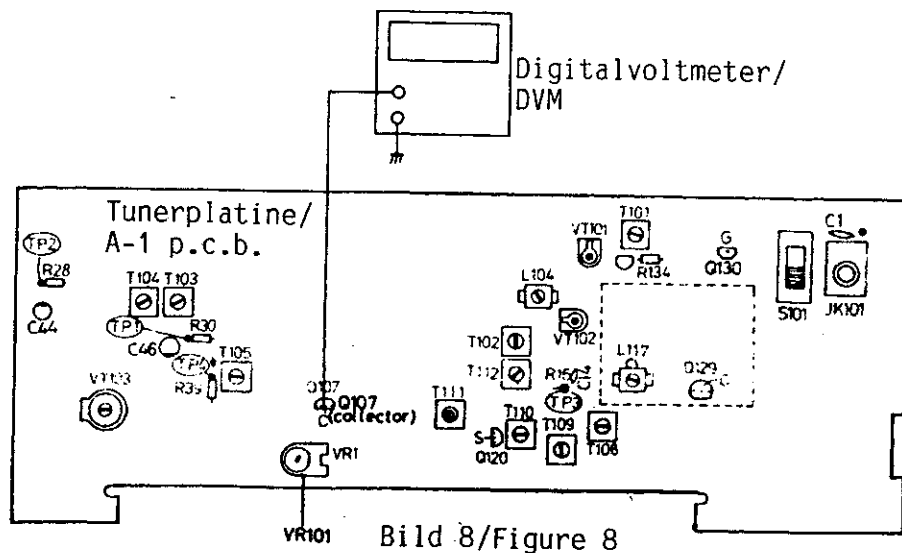 Digitalvoltmeter/
DVM
Tunerplatine/
A-1 p.c.b.
TP2
R28
C44
T104 T103
TP1
R30
C46
TP4
T105
R39
Q107
Q107
(collector)
C
VR1
VR101
T111
L104
T102
T112
VT101
T101
R134
G
Q130
VT102
S101
C1
JK101
L117
Q129
TP3
T110
T109
S
Q120
Bild 8/Figure 8